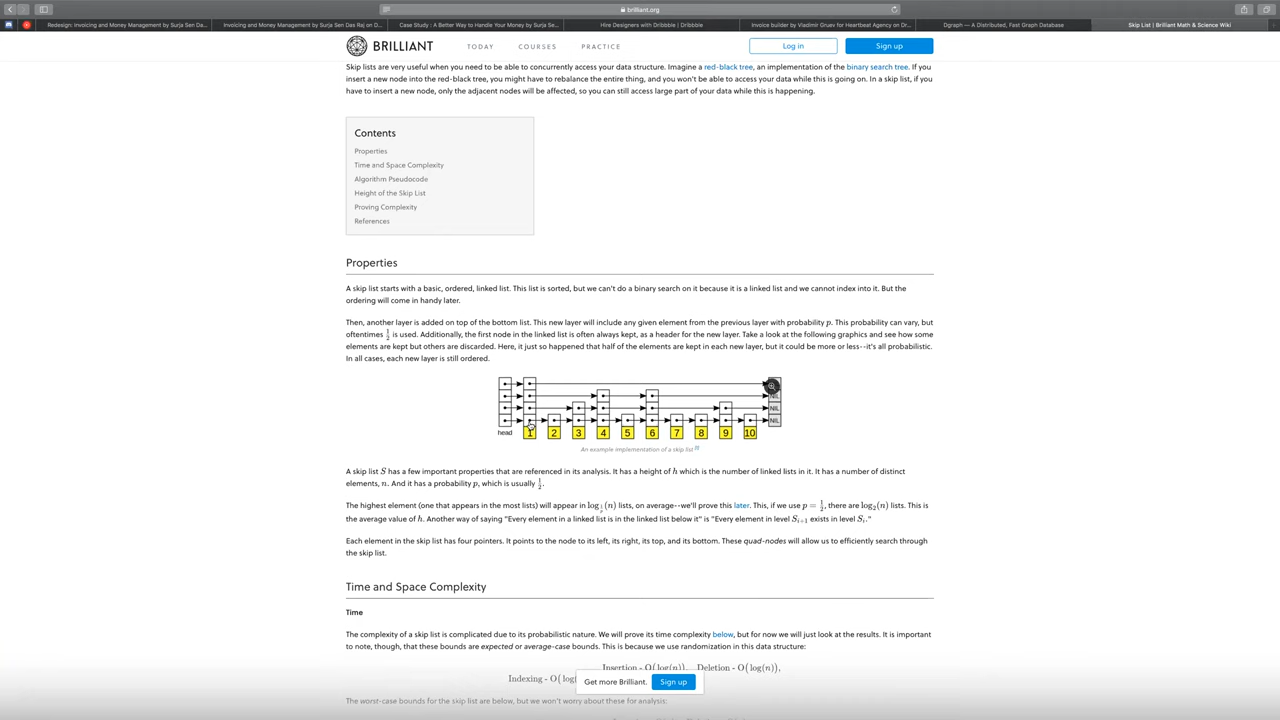 brilliant.org
Redesign: Invoicing and Money Management by Surja Sen Das Raj...
Invoicing and Money Management by Surja Sen Das Raj on D...
Case Study : A Better Way to Handle Your Money by Surja Se...
Hire Designers with Dribbble | Dribbble
Invoice builder by Vladimir Gruev for Heartbeat Agency on Dr...
Dgraph — A Distributed, Fast Graph Database
Skip List | Brilliant Math & Science Wiki
BRILLIANT
TODAY COURSES PRACTICE
Log in
Sign up
Skip lists are very useful when you need to be able to concurrently access your data structure. Imagine a red-black tree, an implementation of the binary search tree. If you
insert a new node into the red-black tree, you might have to rebalance the entire thing, and you won't be able to access your data while this is going on. In a skip list, if you
have to insert a new node, only the adjacent nodes will be affected, so you can still access large part of your data while this is happening.
Contents
Properties
Time and Space Complexity
Algorithm Pseudocode
Height of the Skip List
Proving Complexity
References
Properties
A skip list starts with a basic, ordered, linked list. This list is sorted, but we can't do a binary search on it because it is a linked list and we cannot index into it. But the
ordering will come in handy later.
Then, another layer is added on top of the bottom list. This new layer will include any given element from the previous layer with probability p. This probability can vary, but
oftentimes 1/2 is used. Additionally, the first node in the linked list is often always kept, as a header for the new layer. Take a look at the following graphics and see how some
elements are kept but others are discarded. Here, it just so happened that half of the elements are kept in each new layer, but it could be more or less--it's all probabilistic.
In all cases, each new layer is still ordered.
NIL
NIL
NIL
head 1 2 3 4 5 6 7 8 9 10
An example implementation of a skip list [1]
A skip list S has a few important properties that are referenced in its analysis. It has a height of h which is the number of linked lists in it. It has a number of distinct
elements, n. And it has a probability p, which is usually 1/2.
The highest element (one that appears in the most lists) will appear in log_{1/p}(n) lists, on average--we'll prove this later. This, if we use p = 1/2, there are log_2(n) lists. This is
the average value of h. Another way of saying "Every element in a linked list is in the linked list below it" is "Every element in level S_{i+1} exists in level S_i."
Each element in the skip list has four pointers. It points to the node to its left, its right, its top, and its bottom. These quad-nodes will allow us to efficiently search through
the skip list.
Time and Space Complexity
Time
The complexity of a skip list is complicated due to its probabilistic nature. We will prove its time complexity below, but for now we will just look at the results. It is important
to note, though, that these bounds are expected or average-case bounds. This is because we use randomization in this data structure:
Insertion - O(log(n)), Deletion - O(log(n)),
Indexing - O(log
Get more Brilliant. Sign up
The worst-case bounds for the skip list are below, but we won't worry about these for analysis: